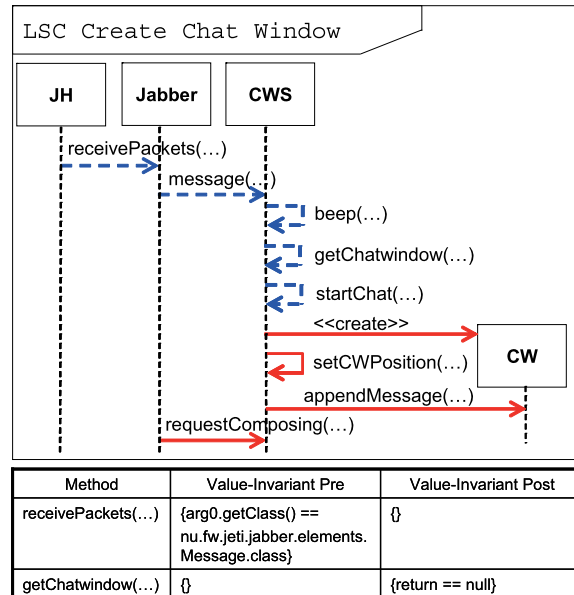 LSC Create Chat Window
JH Jabber CWS
receivePackets(…)
message(…)
beep(…)
getChatwindow(…)
startChat(…)
<<create>>
CW
setCWPosition(…)
appendMessage(…)
requestComposing(…)
Method Value-Invariant Pre Value-Invariant Post
receivePackets(…) {arg0.getClass() == {}
nu.fw.jeti.jabber.elements.
Message.class}
getChatwindow(…) {} {return == null}